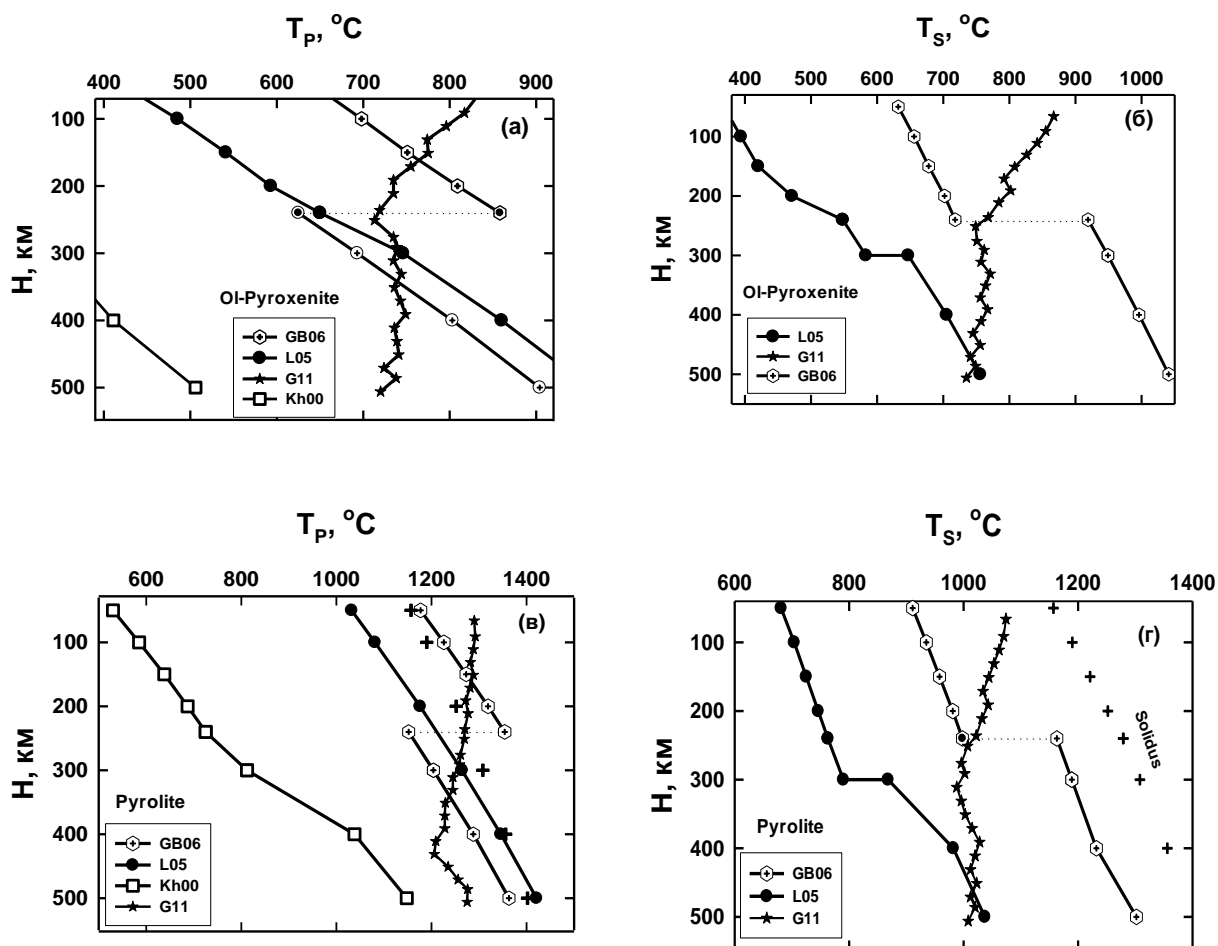 T_P, °C
400 500 600 700 800 900
(а)
100
200
300
400
500
H, км
Ol-Pyroxenite
GB06
L05
G11
Kh00
T_S, °C
400 500 600 700 800 900 1000
(б)
100
200
300
400
500
H, км
Ol-Pyroxenite
L05
G11
GB06
T_P, °C
600 800 1000 1200 1400
(в)
100
200
300
400
500
H, км
Pyrolite
GB06
L05
Kh00
G11
T_S, °C
600 800 1000 1200 1400
(г)
100
200
300
400
500
H, км
Solidus
Pyrolite
GB06
L05
G11